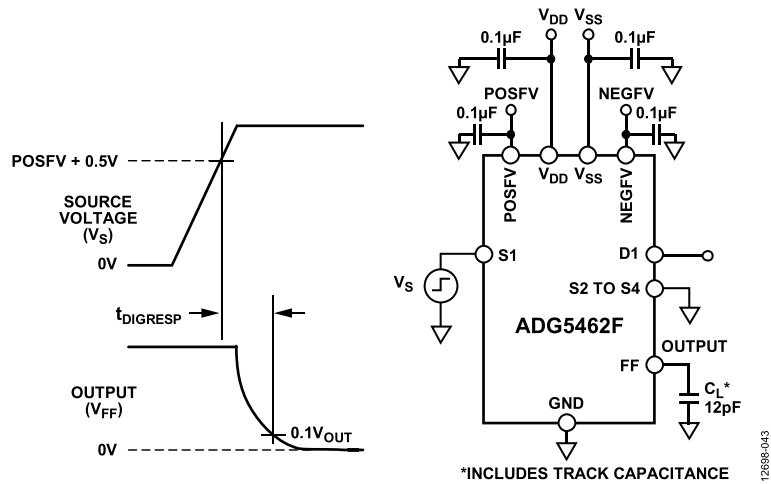 POSFV + 0.5V
SOURCE
VOLTAGE
(VS)
0V
tDIGRESP
OUTPUT
(VFF)
0.1VOUT
0V
VDD
VSS
0.1µF
0.1µF
POSFV
NEGFV
0.1µF
0.1µF
POSFV
VDD
VSS
NEGFV
S1
D1
VS
S2 TO S4
ADG5462F
OUTPUT
FF
CL*
12pF
GND
*INCLUDES TRACK CAPACITANCE
12698-043